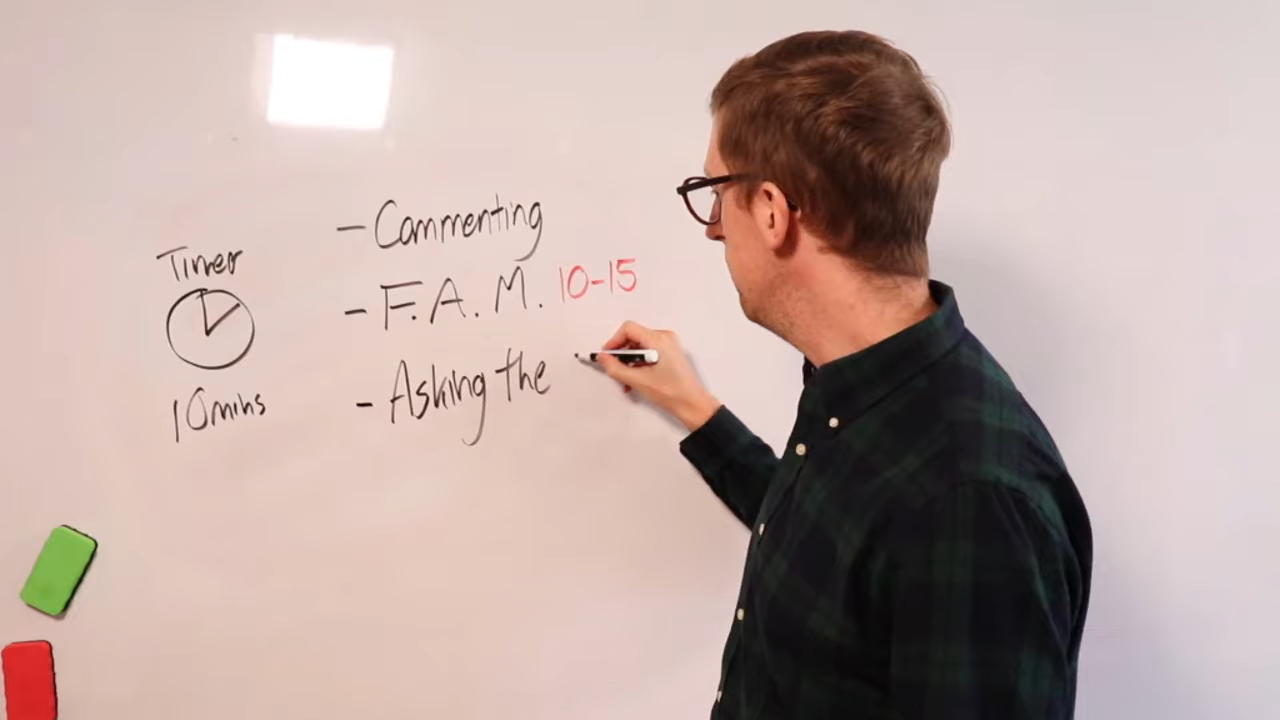 Timer
10mins
- Commenting
- F.A.M. 10-15
- Asking the